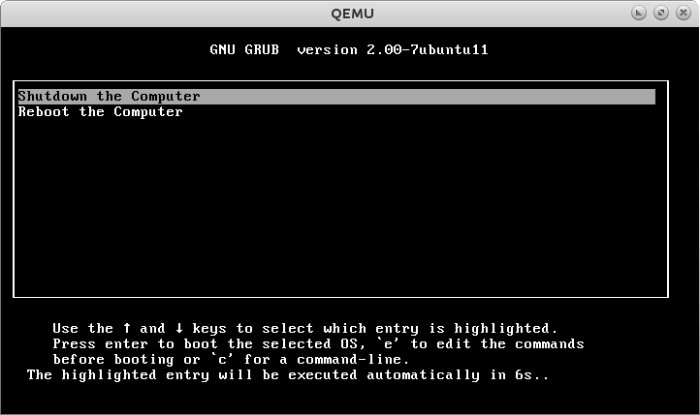 QEMU
GNU GRUB  version 2.00-7ubuntu11
Shutdown the Computer
Reboot the Computer
Use the ↑ and ↓ keys to select which entry is highlighted.
Press enter to boot the selected OS, `e' to edit the commands
before booting or `c' for a command-line.
The highlighted entry will be executed automatically in 6s..